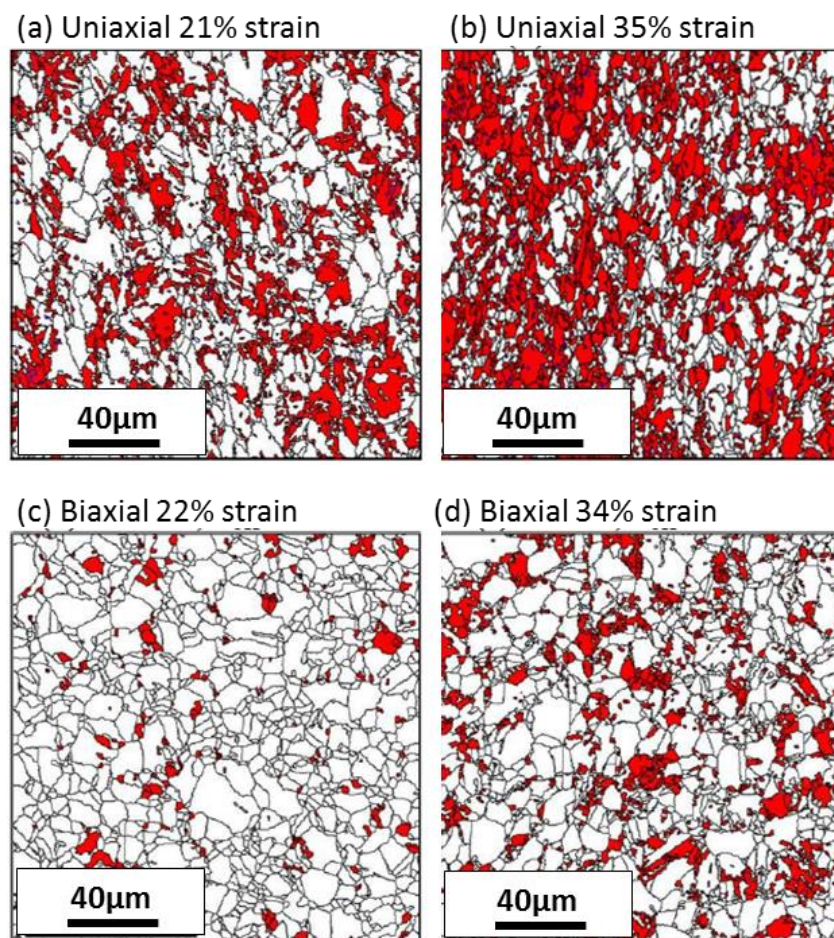 (a) Uniaxial 21% strain
(b) Uniaxial 35% strain
40µm
40µm
(c) Biaxial 22% strain
(d) Biaxial 34% strain
40µm
40µm